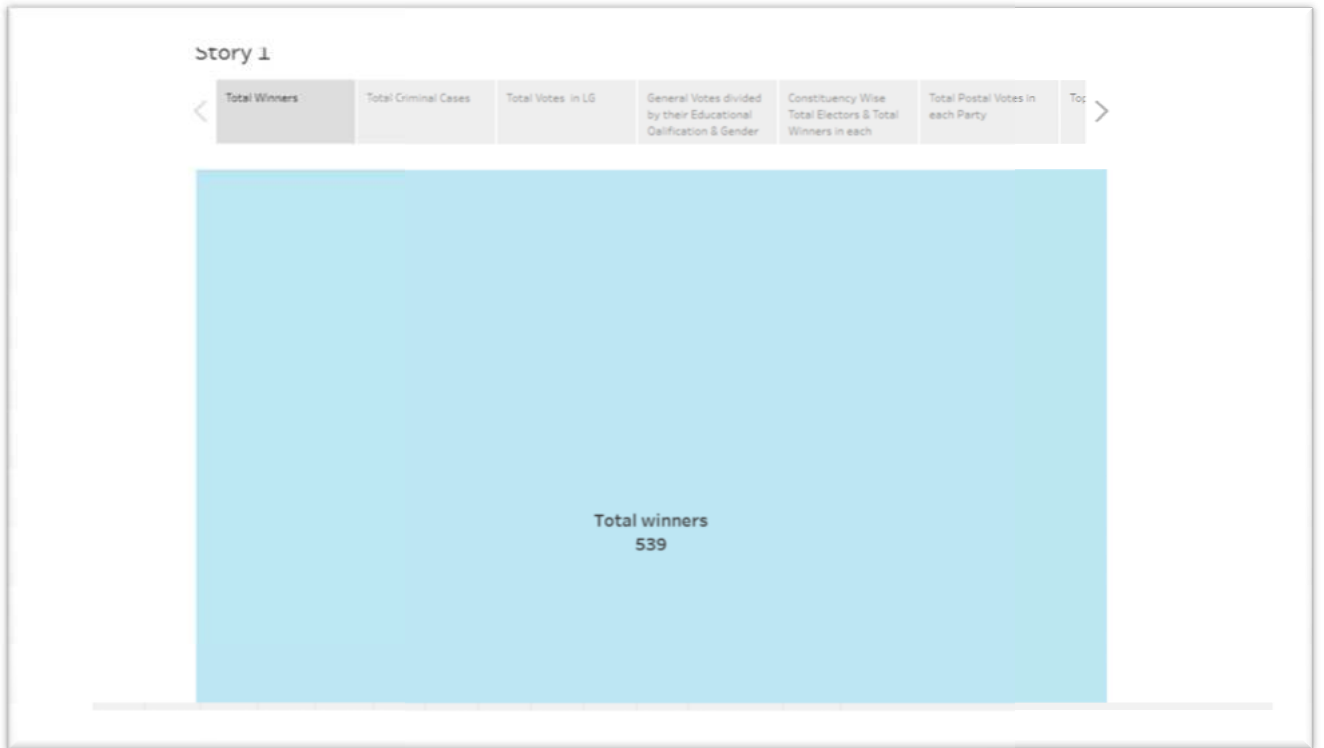 Story 1
Total Winners
Total Criminal Cases
Total Votes in LG
General Votes divided
by their Educational
Qalification & Gender
Constituency Wise
Total Electors & Total
Winners in each
Total Postal Votes in
each Party
Top
Total winners
539